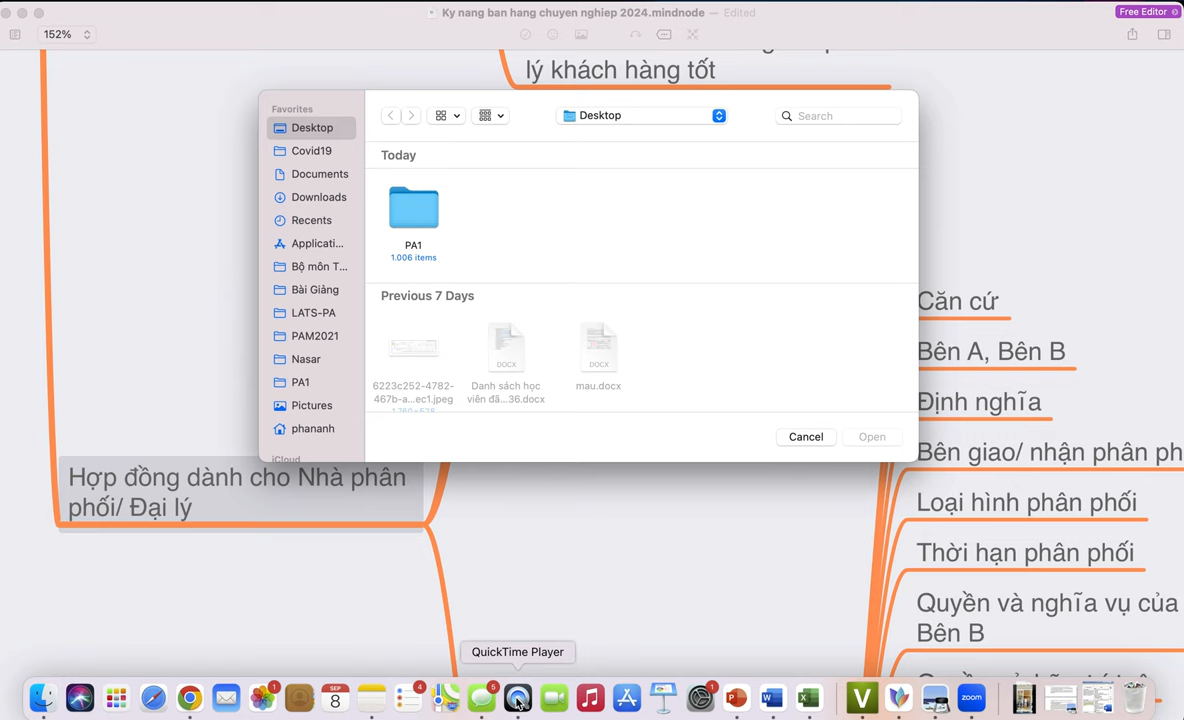 Ky nang ban hang chuyen nghiep 2024.mindnode — Edited
Free Editor
152%
lý khách hàng tốt
Favorites
Desktop
Covid19
Documents
Downloads
Recents
Applicati...
Bộ môn T...
Bài Giảng
LATS-PA
PAM2021
Nasar
PA1
Pictures
phananh
iCloud
Desktop
Search
Today
PA1
1.006 items
Previous 7 Days
DOCX
DOCX
6223c252-4782-
467b-a...ec1.jpeg
Danh sách học
viên đã...36.docx
mau.docx
Cancel
Open
Căn cứ
Bên A, Bên B
Định nghĩa
Bên giao/ nhận phân ph
Loại hình phân phối
Thời hạn phân phối
Quyền và nghĩa vụ của
Bên B
Hợp đồng dành cho Nhà phân
phối/ Đại lý
QuickTime Player
1
SEP
8
4
5
1
zoom